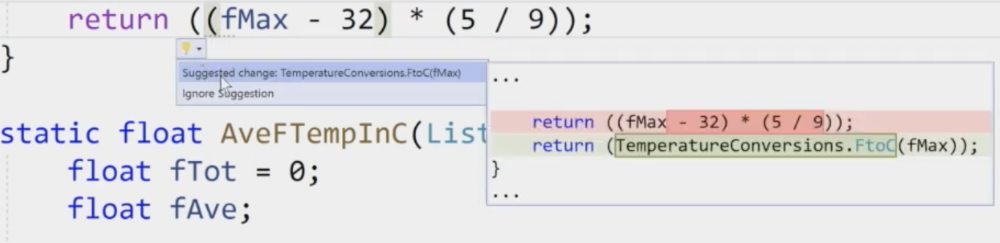 return ((fMax - 32) * (5 / 9));
}
Suggested change: TemperatureConversions.FtoC(fMax)
Ignore Suggestion
...
return ((fMax - 32) * (5 / 9));
return (TemperatureConversions.FtoC(fMax));
}
...
static float AveFTempInC(List
float fTot = 0;
float fAve;